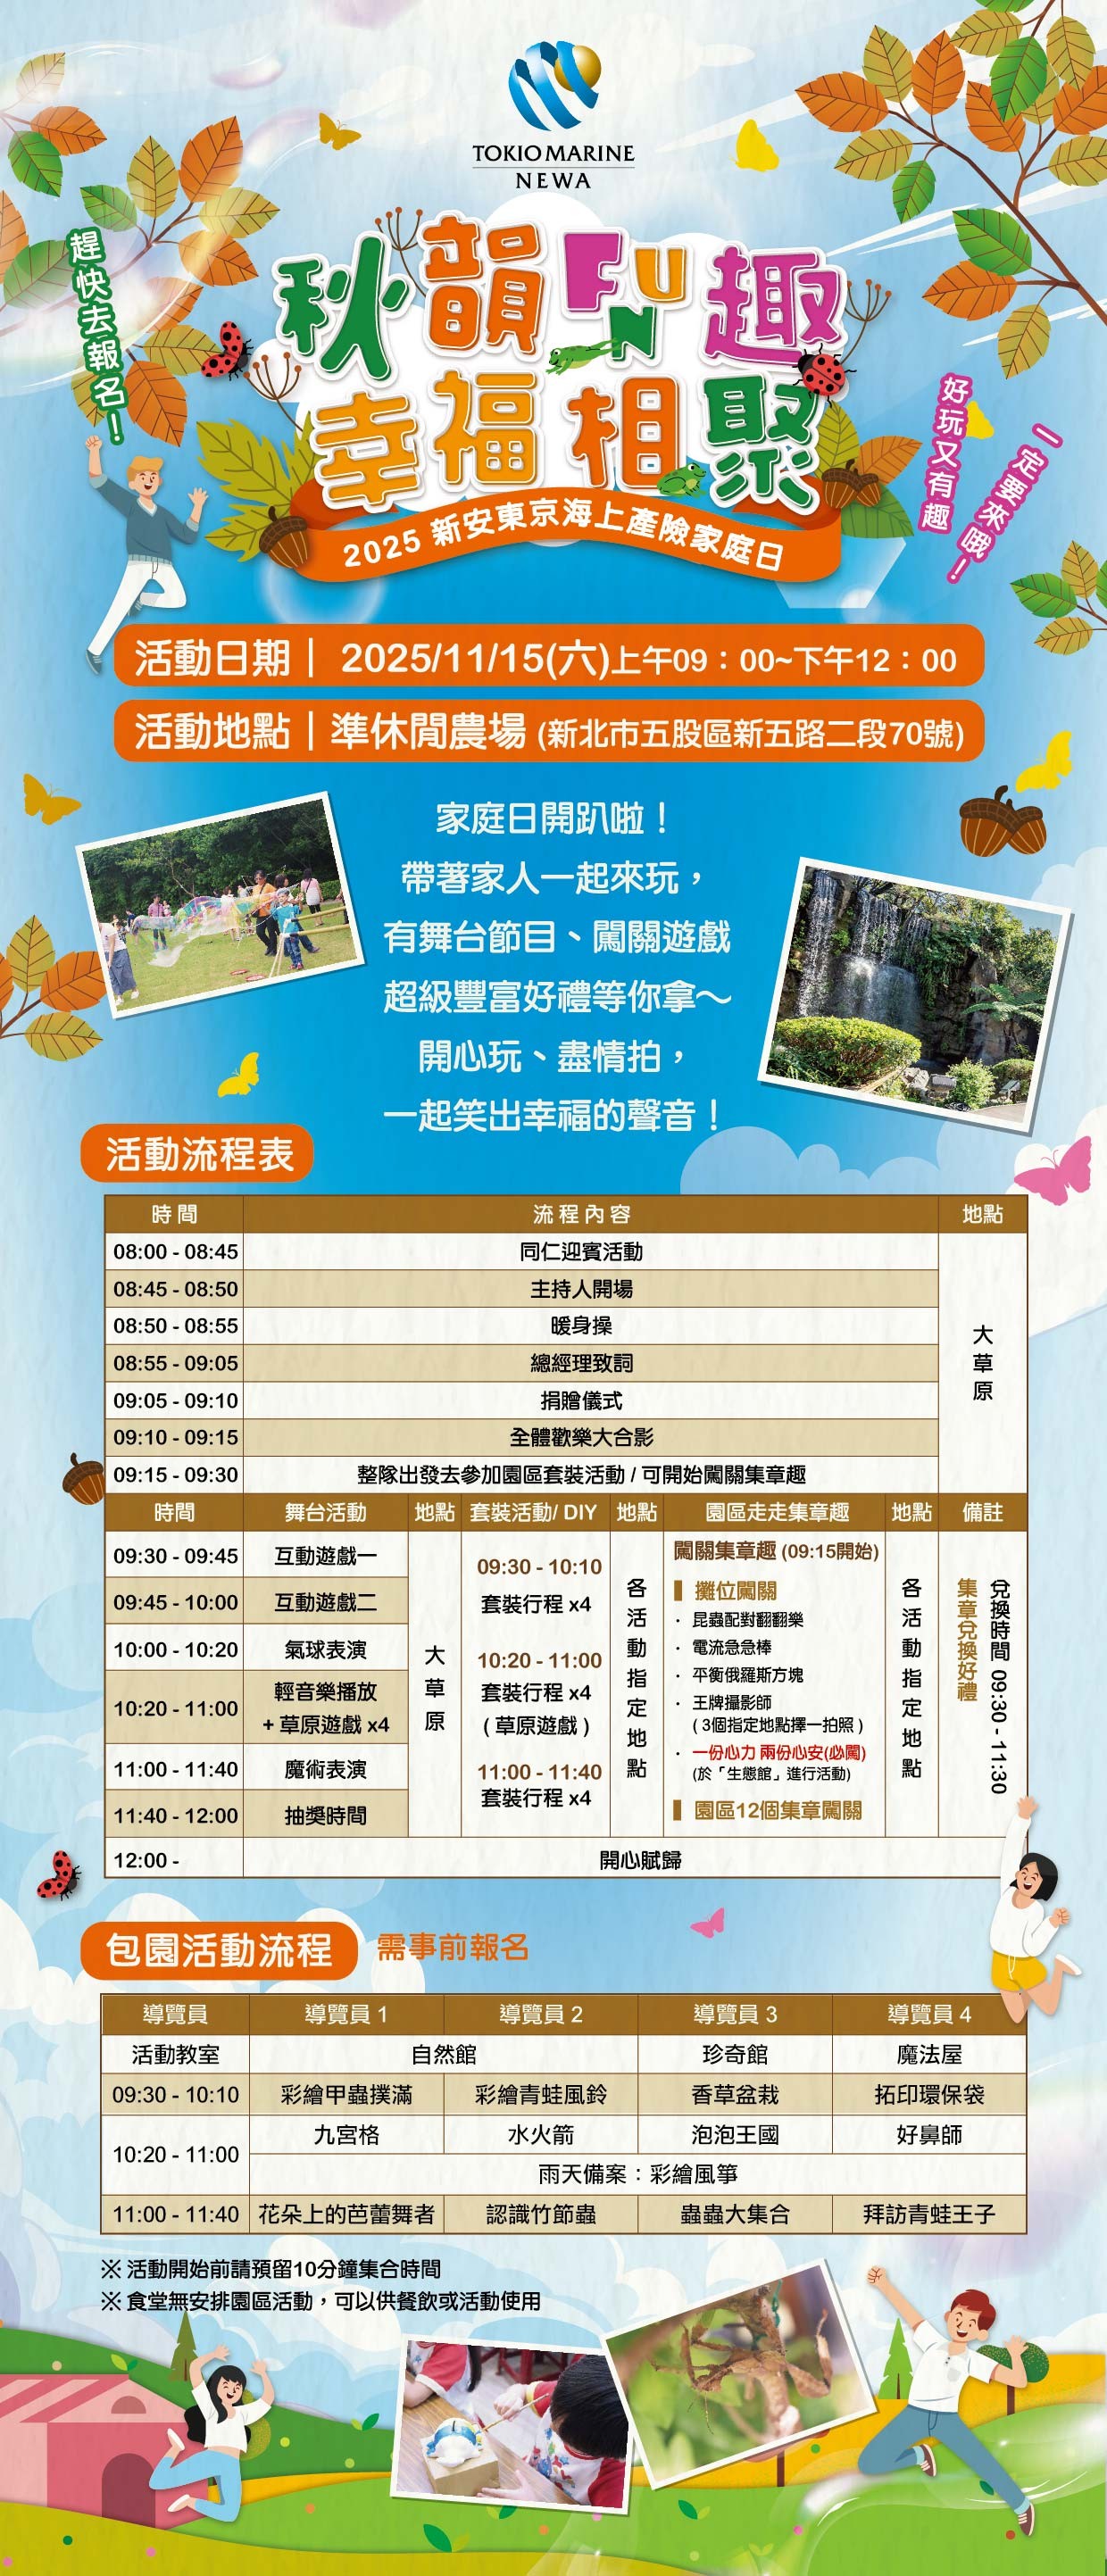 TOKIO MARINE
NEWA
趕快去報名！
秋韻FUN趣
幸福相聚
2025 新安東京海上產險家庭日
好玩又有趣
一定要來哦！
活動日期｜ 2025/11/15(六)上午09：00~下午12：00
活動地點｜準休閒農場 (新北市五股區新五路二段70號)
家庭日開趴啦！
帶著家人一起來玩，
有舞台節目、闖關遊戲
超級豐富好禮等你拿～
開心玩、盡情拍，
一起笑出幸福的聲音！
活動流程表
時間 流程內容 地點
08:00 - 08:45 同仁迎賓活動
08:45 - 08:50 主持人開場
08:50 - 08:55 暖身操
08:55 - 09:05 總經理致詞
09:05 - 09:10 捐贈儀式
09:10 - 09:15 全體歡樂大合影
09:15 - 09:30 整隊出發去參加園區套裝活動 / 可開始闖關集章趣
大草原
時間 舞台活動 地點 套裝活動/ DIY 地點 園區走走集章趣 地點 備註
09:30 - 09:45 互動遊戲一
09:45 - 10:00 互動遊戲二
10:00 - 10:20 氣球表演
10:20 - 11:00 輕音樂播放
+ 草原遊戲 x4
11:00 - 11:40 魔術表演
11:40 - 12:00 抽獎時間
大草原
09:30 - 10:10
套裝行程 x4
10:20 - 11:00
套裝行程 x4
( 草原遊戲 )
11:00 - 11:40
套裝行程 x4
各活動指定地點
闖關集章趣 (09:15開始)
攤位闖關
· 昆蟲配對翻翻樂
· 電流急急棒
· 平衡俄羅斯方塊
· 王牌攝影師
( 3個指定地點擇一拍照 )
· 一份心力 兩份心安(必闖)
(於「生態館」進行活動)
園區12個集章闖關
各活動指定地點
兌換時間 09:30 - 11:30
集章兌換好禮
12:00 - 開心賦歸
包園活動流程 需事前報名
導覽員 導覽員 1 導覽員 2 導覽員 3 導覽員 4
活動教室 自然館 珍奇館 魔法屋
09:30 - 10:10 彩繪甲蟲撲滿 彩繪青蛙風鈴 香草盆栽 拓印環保袋
10:20 - 11:00 九宮格 水火箭 泡泡王國 好鼻師
雨天備案：彩繪風箏
11:00 - 11:40 花朵上的芭蕾舞者 認識竹節蟲 蟲蟲大集合 拜訪青蛙王子
※ 活動開始前請預留10分鐘集合時間
※ 食堂無安排園區活動，可以供餐飲或活動使用